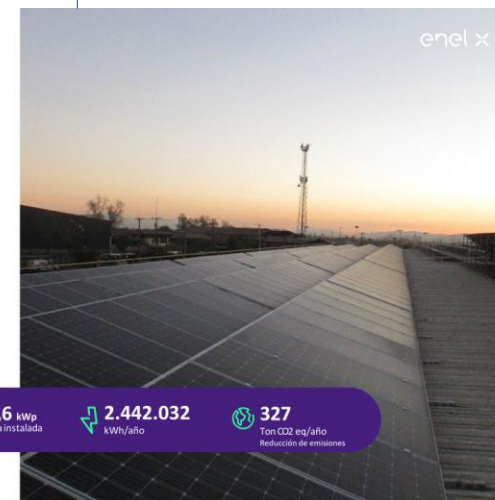 enel x
.6 kWp
instalada
2.442.032
kWh/año
327
Ton CO2 eq/año
Reducción de emisiones